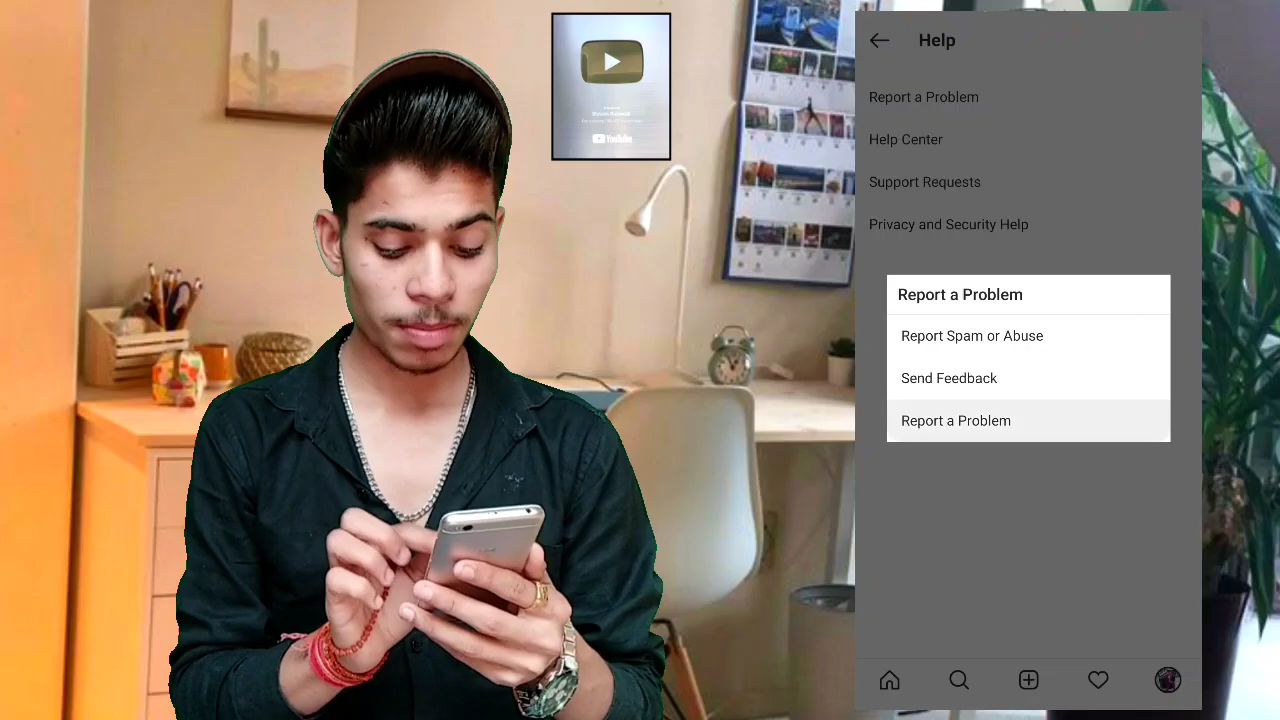 YouTube
Help
Report a Problem
Help Center
Support Requests
Privacy and Security Help
Report a Problem
Report Spam or Abuse
Send Feedback
Report a Problem